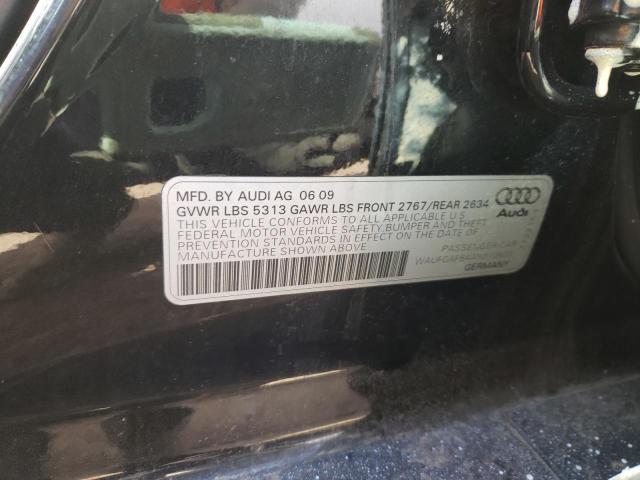 MFD. BY AUDI AG 06 09
GVWR LBS 5313 GAWR LBS FRONT 2767/REAR 2634
THIS VEHICLE CONFORMS TO ALL APPLICABLE U.S
FEDERAL MOTOR VEHICLE SAFETY, BUMPER AND THEFT
PREVENTION STANDARDS IN EFFECT ON THE DATE OF
MANUFACTURE SHOWN ABOVE
Audi
PASSENGER CAR
GERMANY